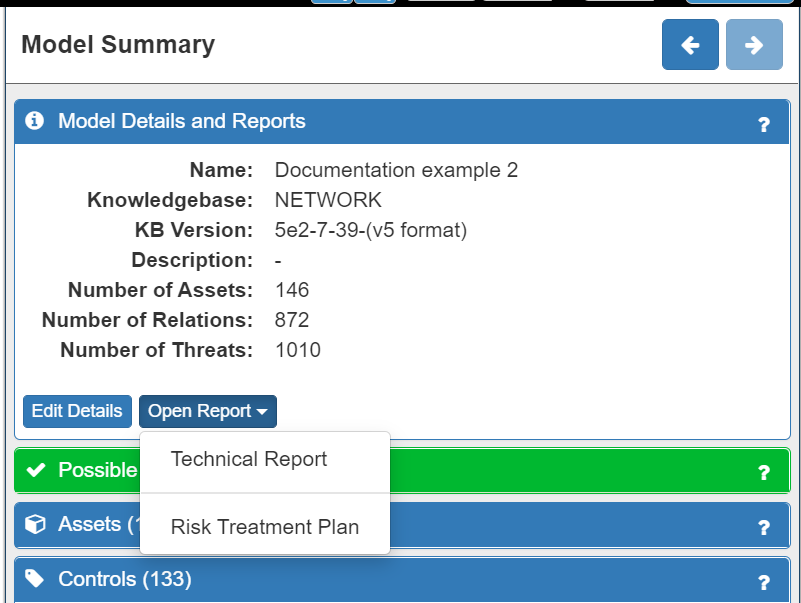 Model Summary
Model Details and Reports
?
Name: Documentation example 2
Knowledgebase: NETWORK
KB Version: 5e2-7-39-(v5 format)
Description: -
Number of Assets: 146
Number of Relations: 872
Number of Threats: 1010
Edit Details
Open Report
Technical Report
Risk Treatment Plan
Possible
?
Assets (
?
Controls (133)
?